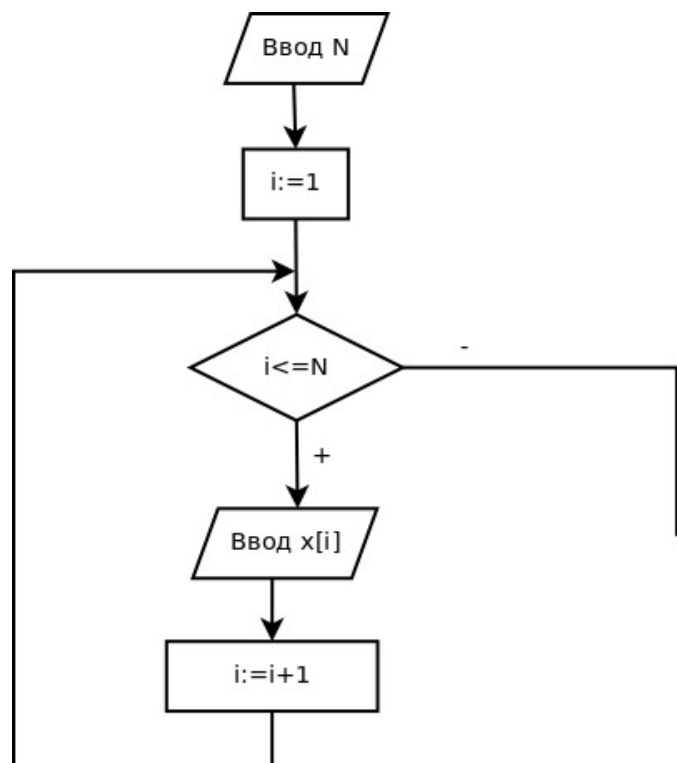 Ввод N
i:=1
i<=N
-
+
Ввод x[i]
i:=i+1